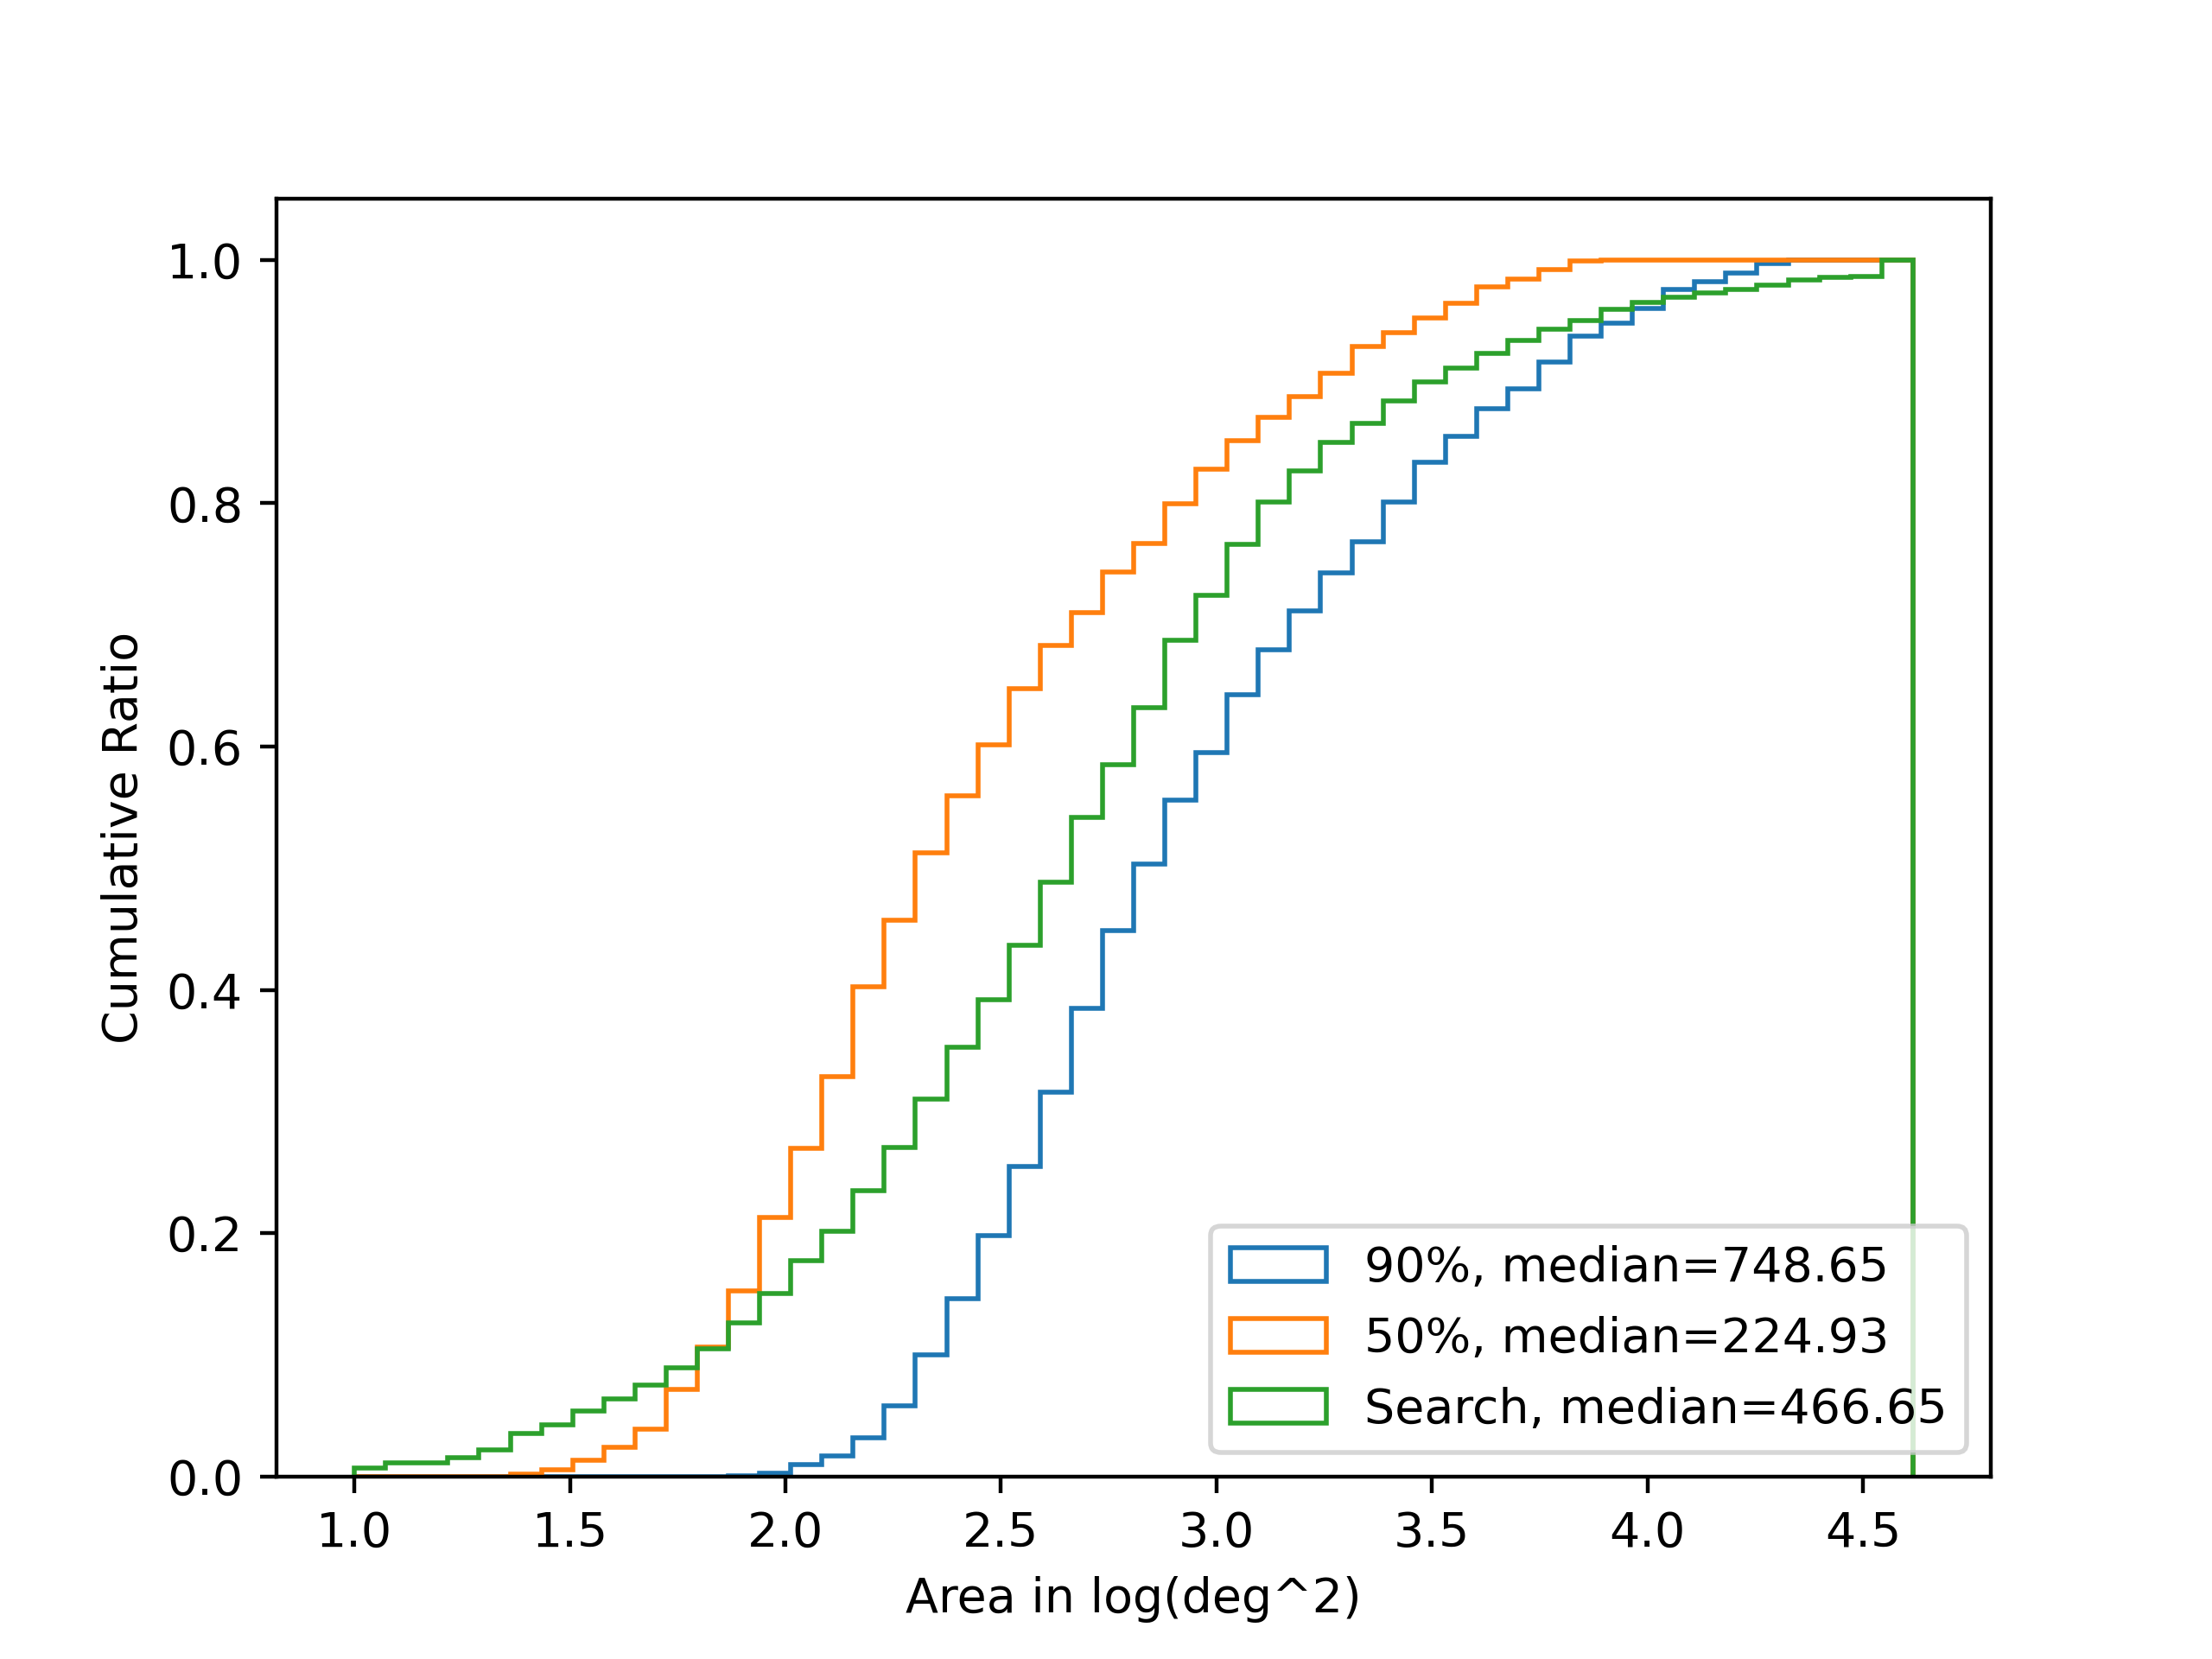 1.0
0.8
0.6
0.4
0.2
0.0
Cumulative Ratio
90%, median=748.65
50%, median=224.93
Search, median=466.65
1.0 1.5 2.0 2.5 3.0 3.5 4.0 4.5
Area in log(deg^2)